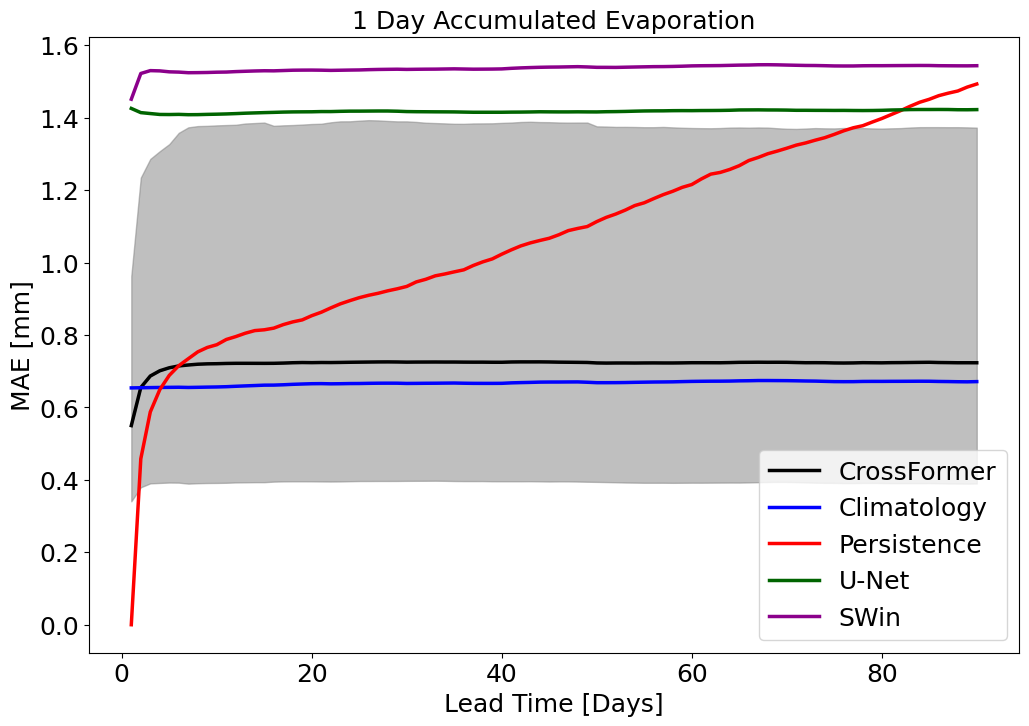 1 Day Accumulated Evaporation
MAE [mm]
1.6
1.4
1.2
1.0
0.8
0.6
0.4
0.2
0.0
CrossFormer
Climatology
Persistence
U-Net
SWin
0 20 40 60 80
Lead Time [Days]